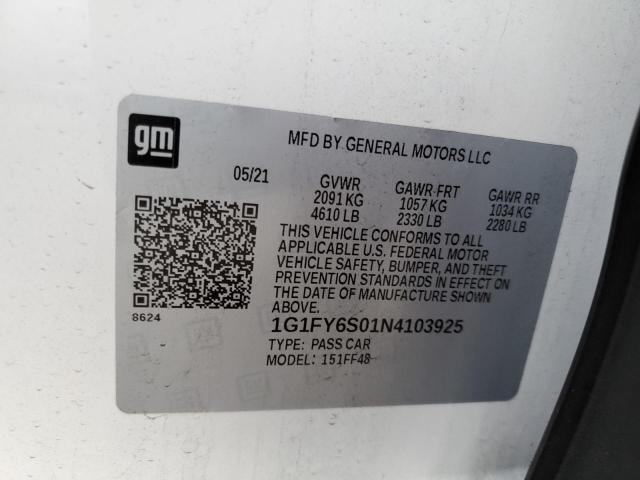 gm
MFD BY GENERAL MOTORS LLC
05/21
GVWR GAWR-FRT GAWR RR
2091 KG 1057 KG 1034 KG
4610 LB 2330 LB 2280 LB
THIS VEHICLE CONFORMS TO ALL
APPLICABLE U.S. FEDERAL MOTOR
VEHICLE SAFETY, BUMPER, AND THEFT
PREVENTION STANDARDS IN EFFECT ON
THE DATE OF MANUFACTURE SHOWN
ABOVE.
8624
1G1FY6S01N4103925
TYPE: PASS CAR
MODEL: 1S1FF48